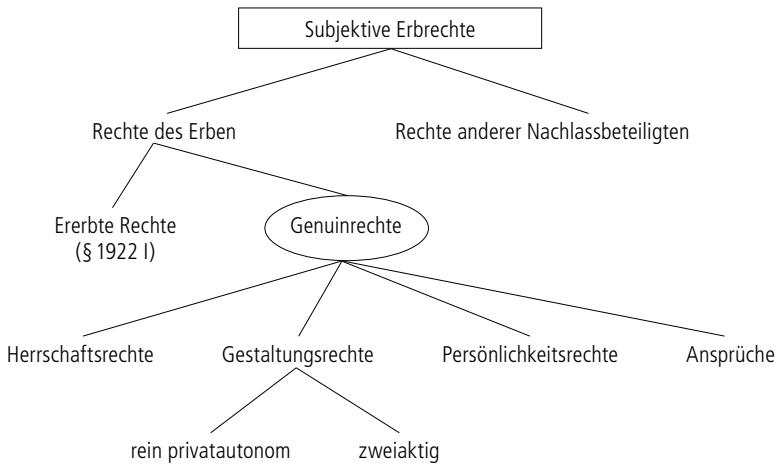 Subjektive Erbrechte
Rechte des Erben
Rechte anderer Nachlassbeteiligten
Ererbte Rechte
(§ 1922 I)
Genuinrechte
Herrschaftsrechte
Gestaltungsrechte
Persönlichkeitsrechte
Ansprüche
rein privatautonom
zweiaktig